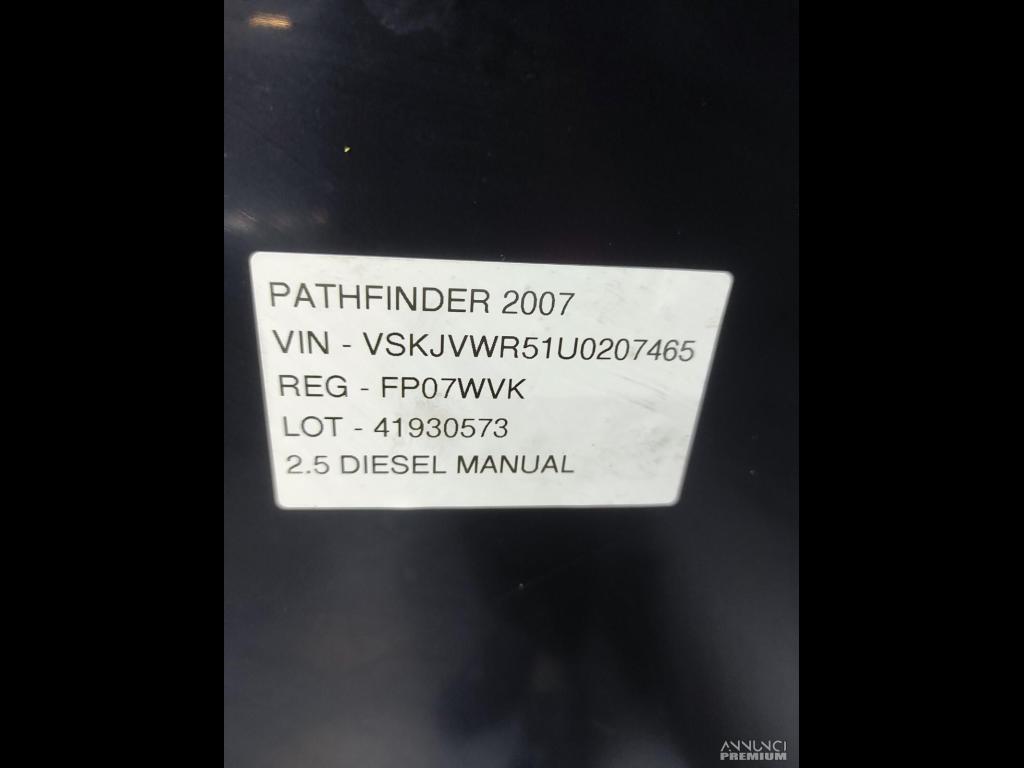 PATHFINDER 2007
VIN - VSKJVWR51U0207465
REG - FP07WVK
LOT - 41930573
2.5 DIESEL MANUAL
ANNUNCI
PREMIUM